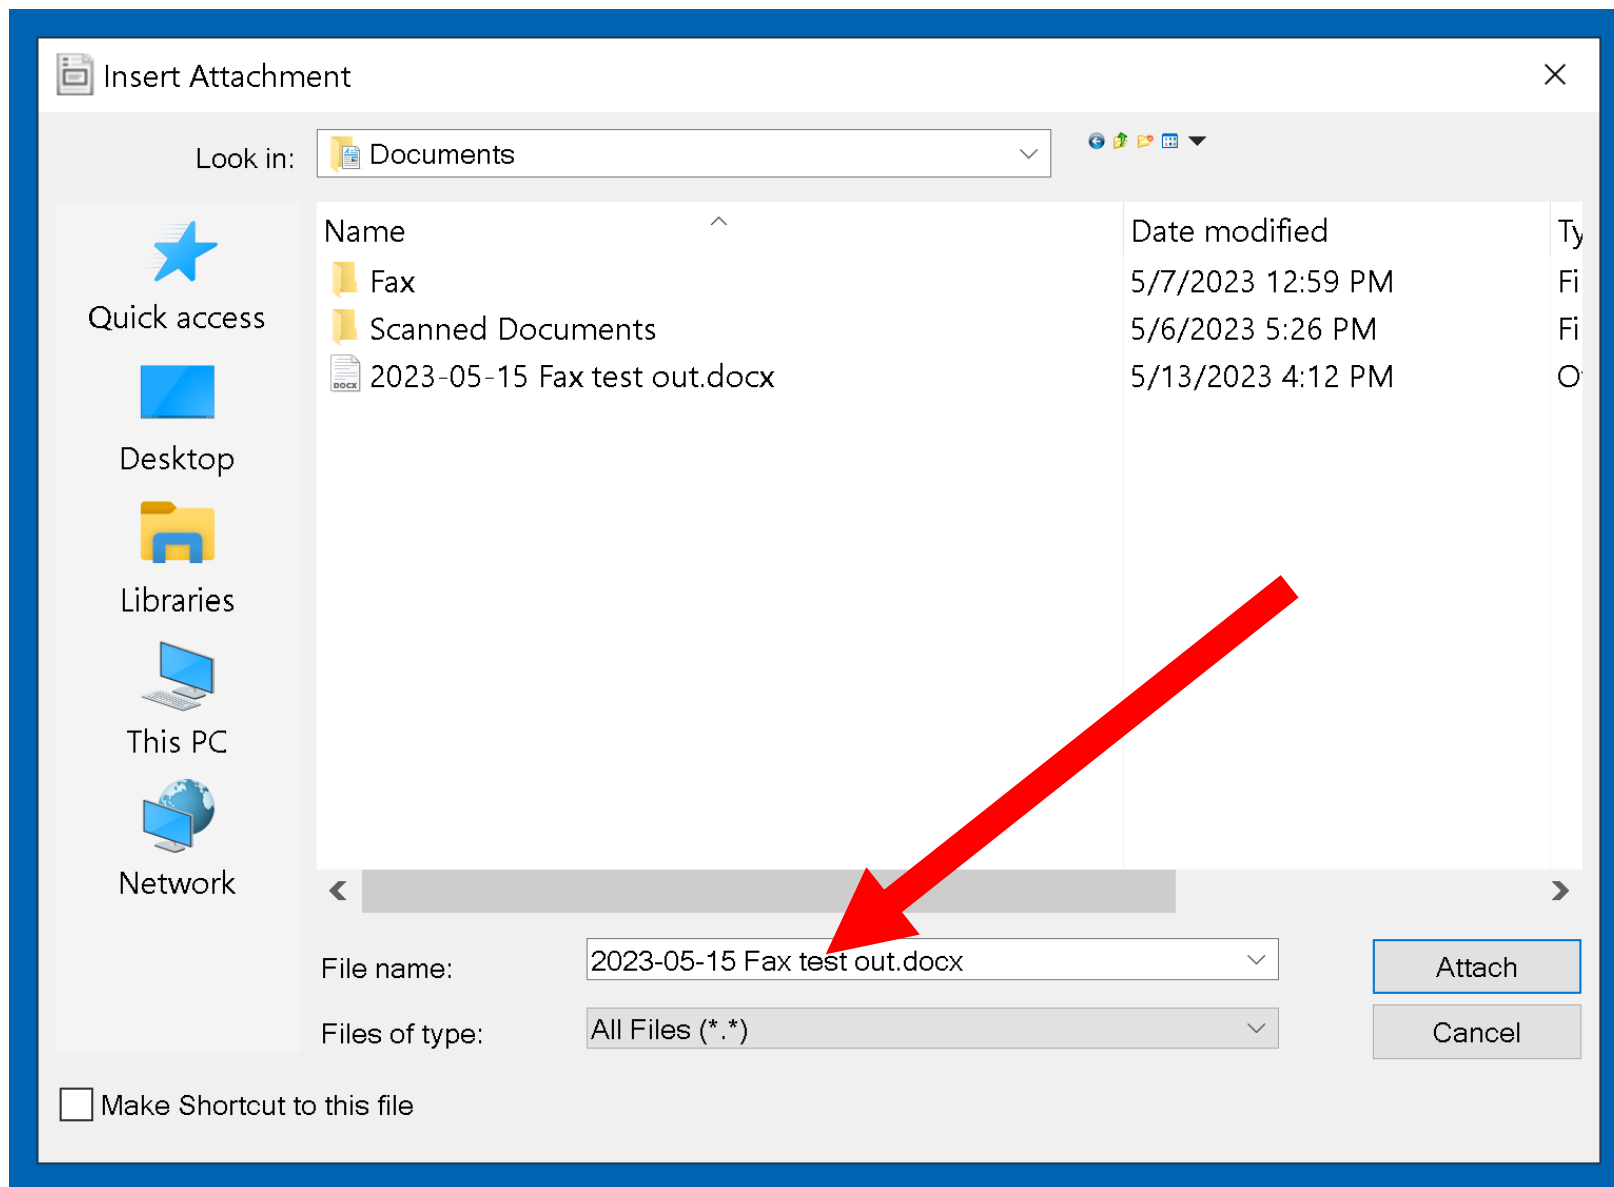 Insert Attachment
Look in: Documents
Name Date modified Ty
Fax 5/7/2023 12:59 PM Fi
Scanned Documents 5/6/2023 5:26 PM Fi
DOCX 2023-05-15 Fax test out.docx 5/13/2023 4:12 PM
Quick access
Desktop
Libraries
This PC
Network
File name: 2023-05-15 Fax test out.docx Attach
Files of type: All Files (*.*) Cancel
Make Shortcut to this file